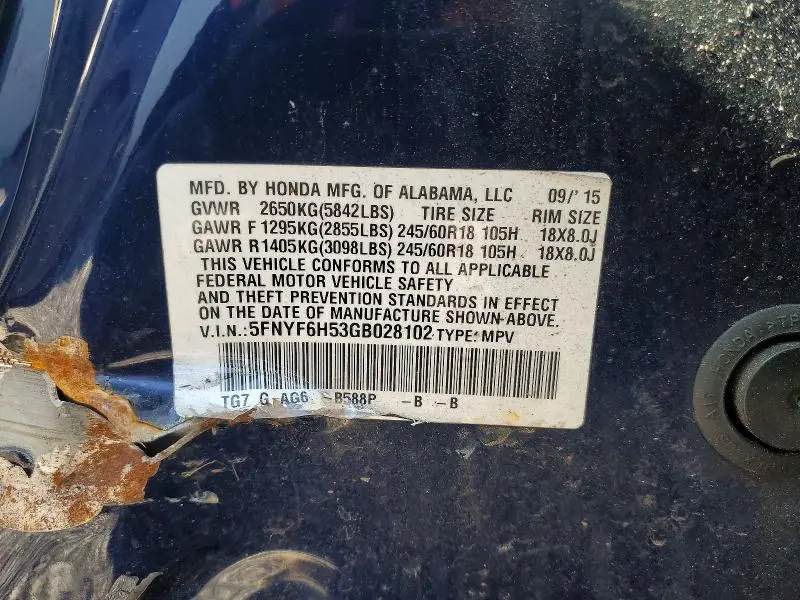 MFD. BY HONDA MFG. OF ALABAMA, LLC 09/' 15
GVWR 2650KG(5842LBS) TIRE SIZE RIM SIZE
GAWR F 1295KG(2855LBS) 245/60R18 105H 18X8.0J
GAWR R1405KG(3098LBS) 245/60R18 105H 18X8.0J
THIS VEHICLE CONFORMS TO ALL APPLICABLE
FEDERAL MOTOR VEHICLE SAFETY
AND THEFT PREVENTION STANDARDS IN EFFECT
ON THE DATE OF MANUFACTURE SHOWN ABOVE.
V.I.N.:5FNYF6H53GB028102 TYPE:MPV
TG7 G AG6 -B588P -B -B
HONDA